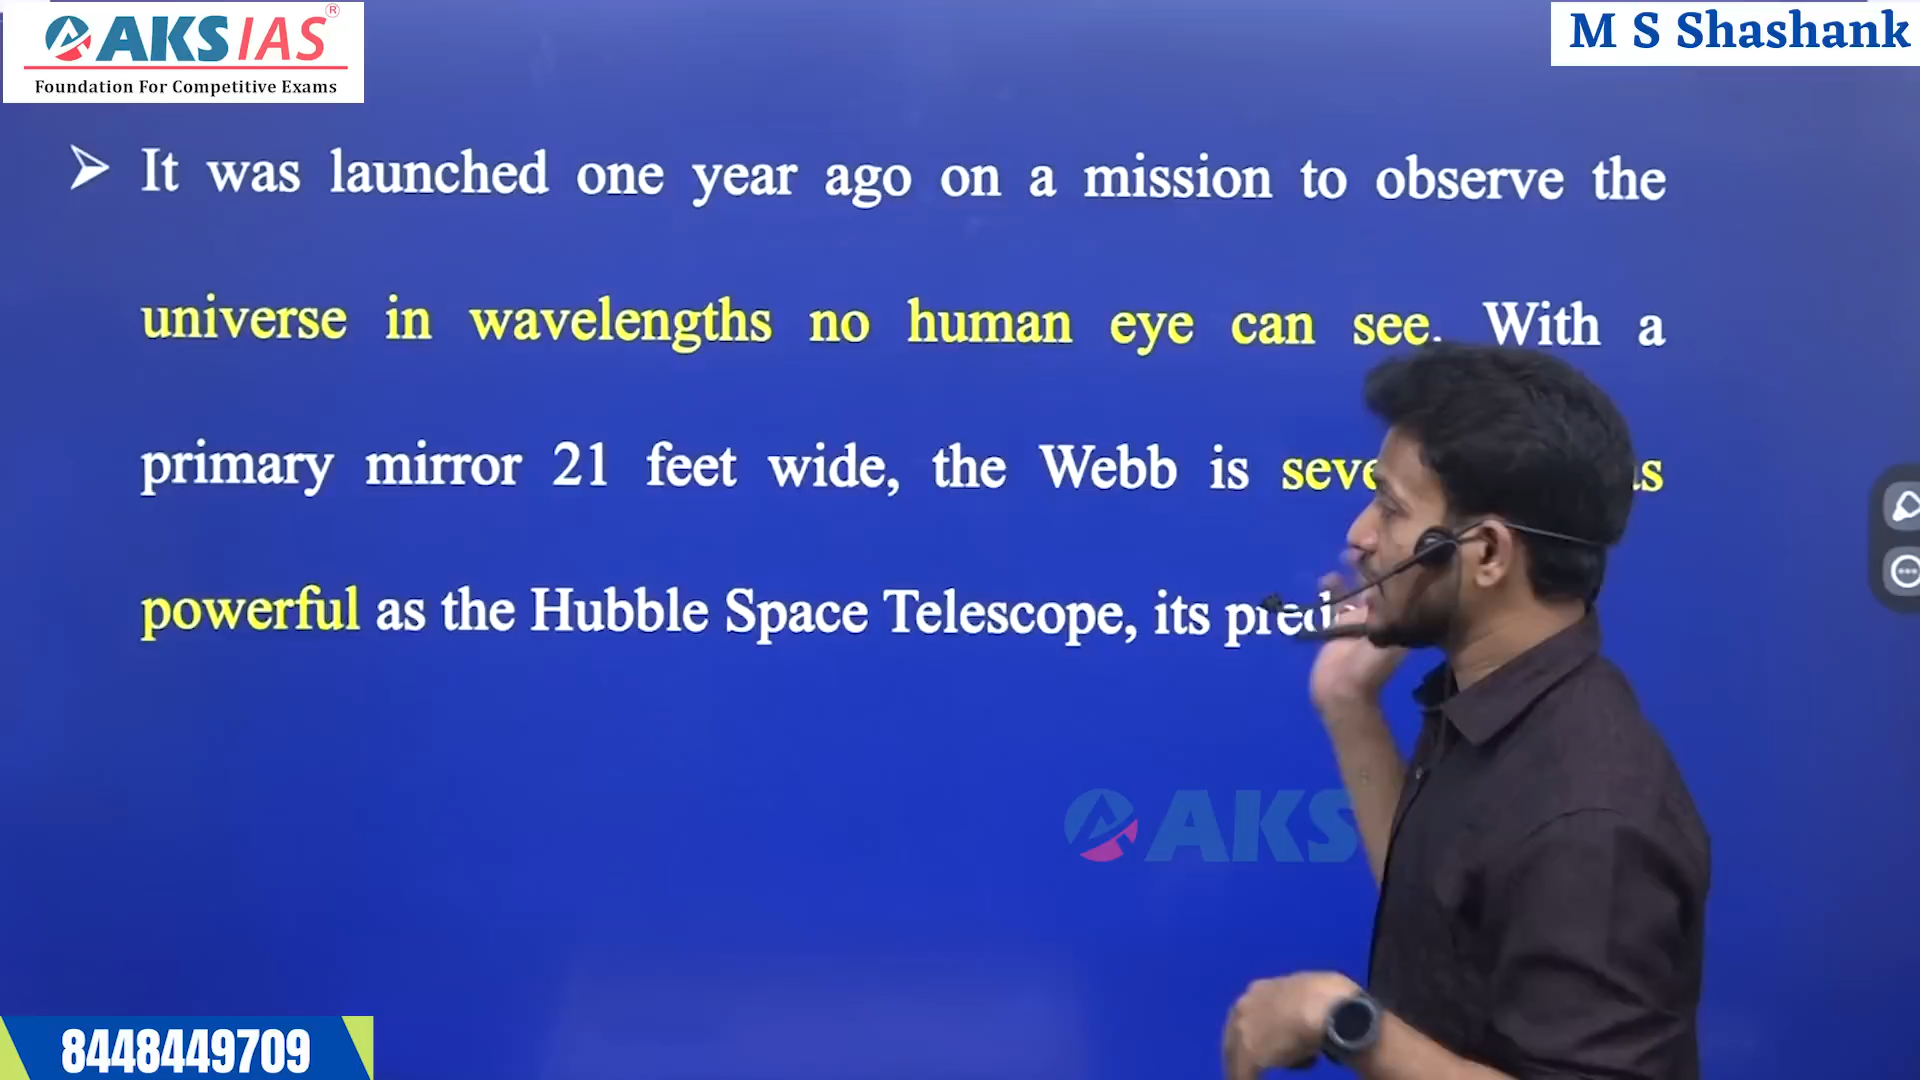 AKS IAS ®
Foundation For Competitive Exams
M S Shashank
It was launched one year ago on a mission to observe the
universe in wavelengths no human eye can see. With a
primary mirror 21 feet wide, the Webb is
powerful as the Hubble Space Telescope, its
AKS
8448449709